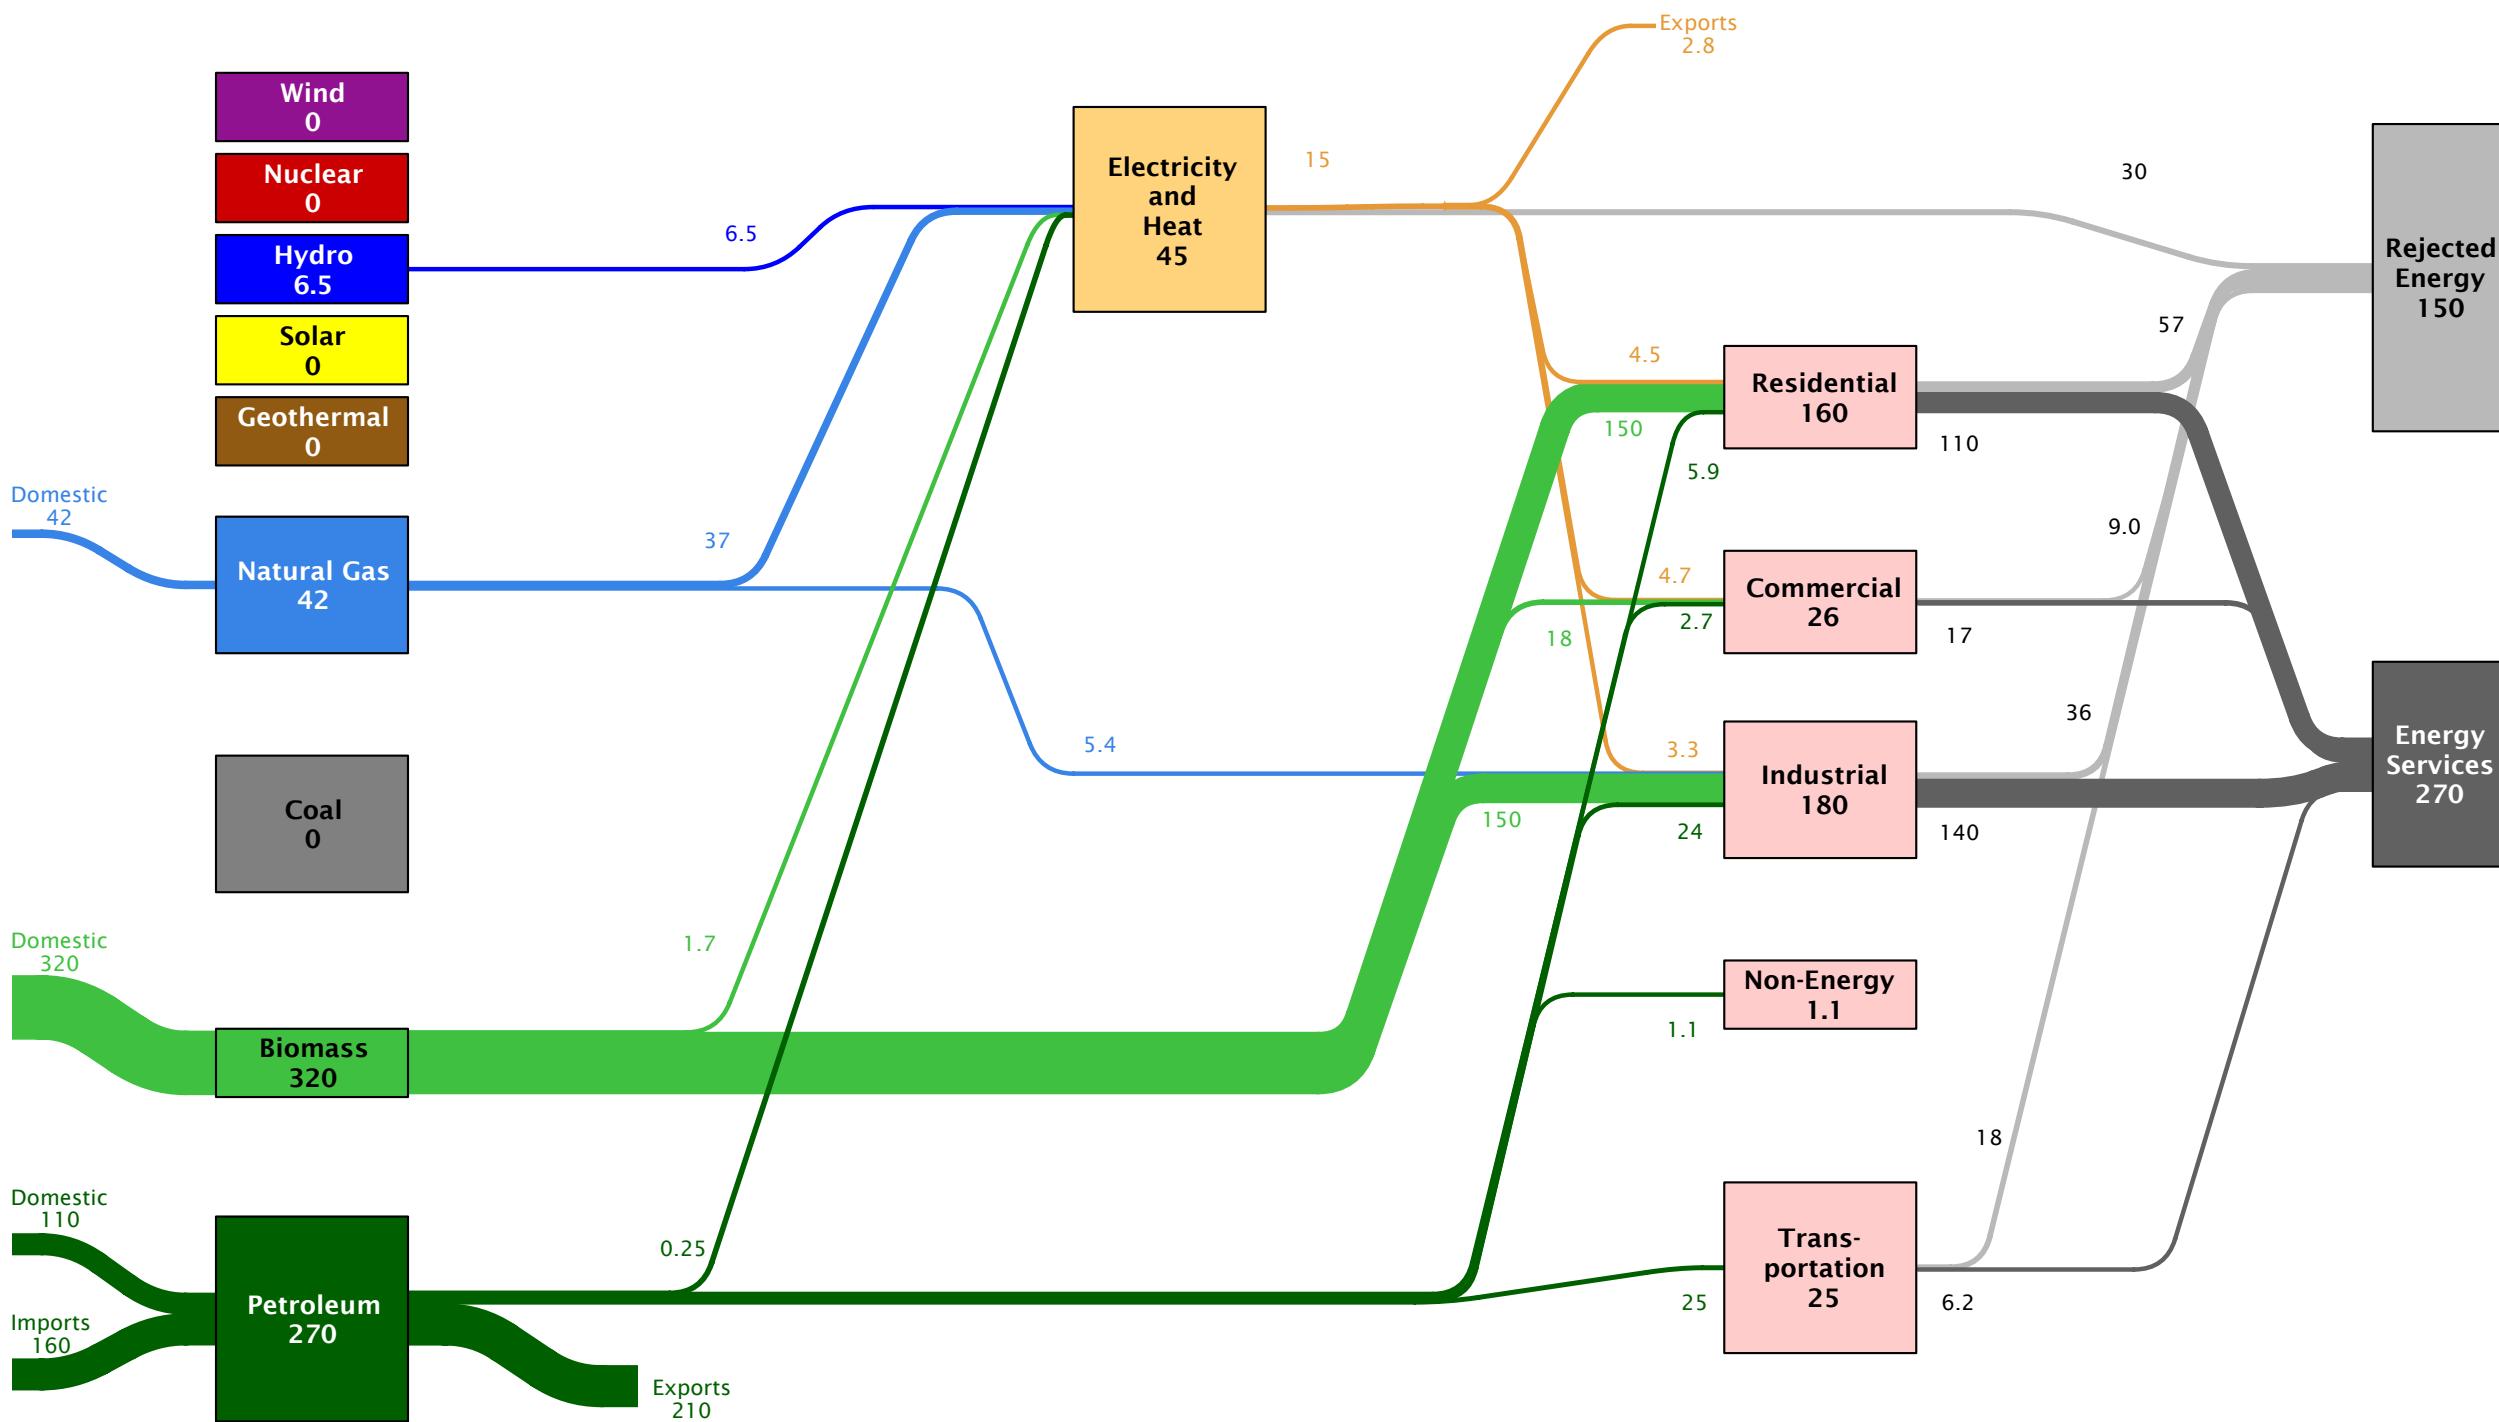 Exports
2.8
Wind
0
Nuclear
0
Hydro
6.5
Solar
0
Geothermal
0
Domestic
42
Natural Gas
42
Coal
0
Domestic
320
Biomass
320
Domestic
110
Imports
160
Petroleum
270
Exports
210
6.5
37
5.4
1.7
0.25
Electricity
and
Heat
45
15
30
4.5
150
5.9
Residential
160
57
110
4.7
18
2.7
Commercial
26
9.0
17
3.3
150
24
Industrial
180
36
140
Non-Energy
1.1
1.1
25
Trans-
portation
25
18
6.2
Rejected
Energy
150
Energy
Services
270